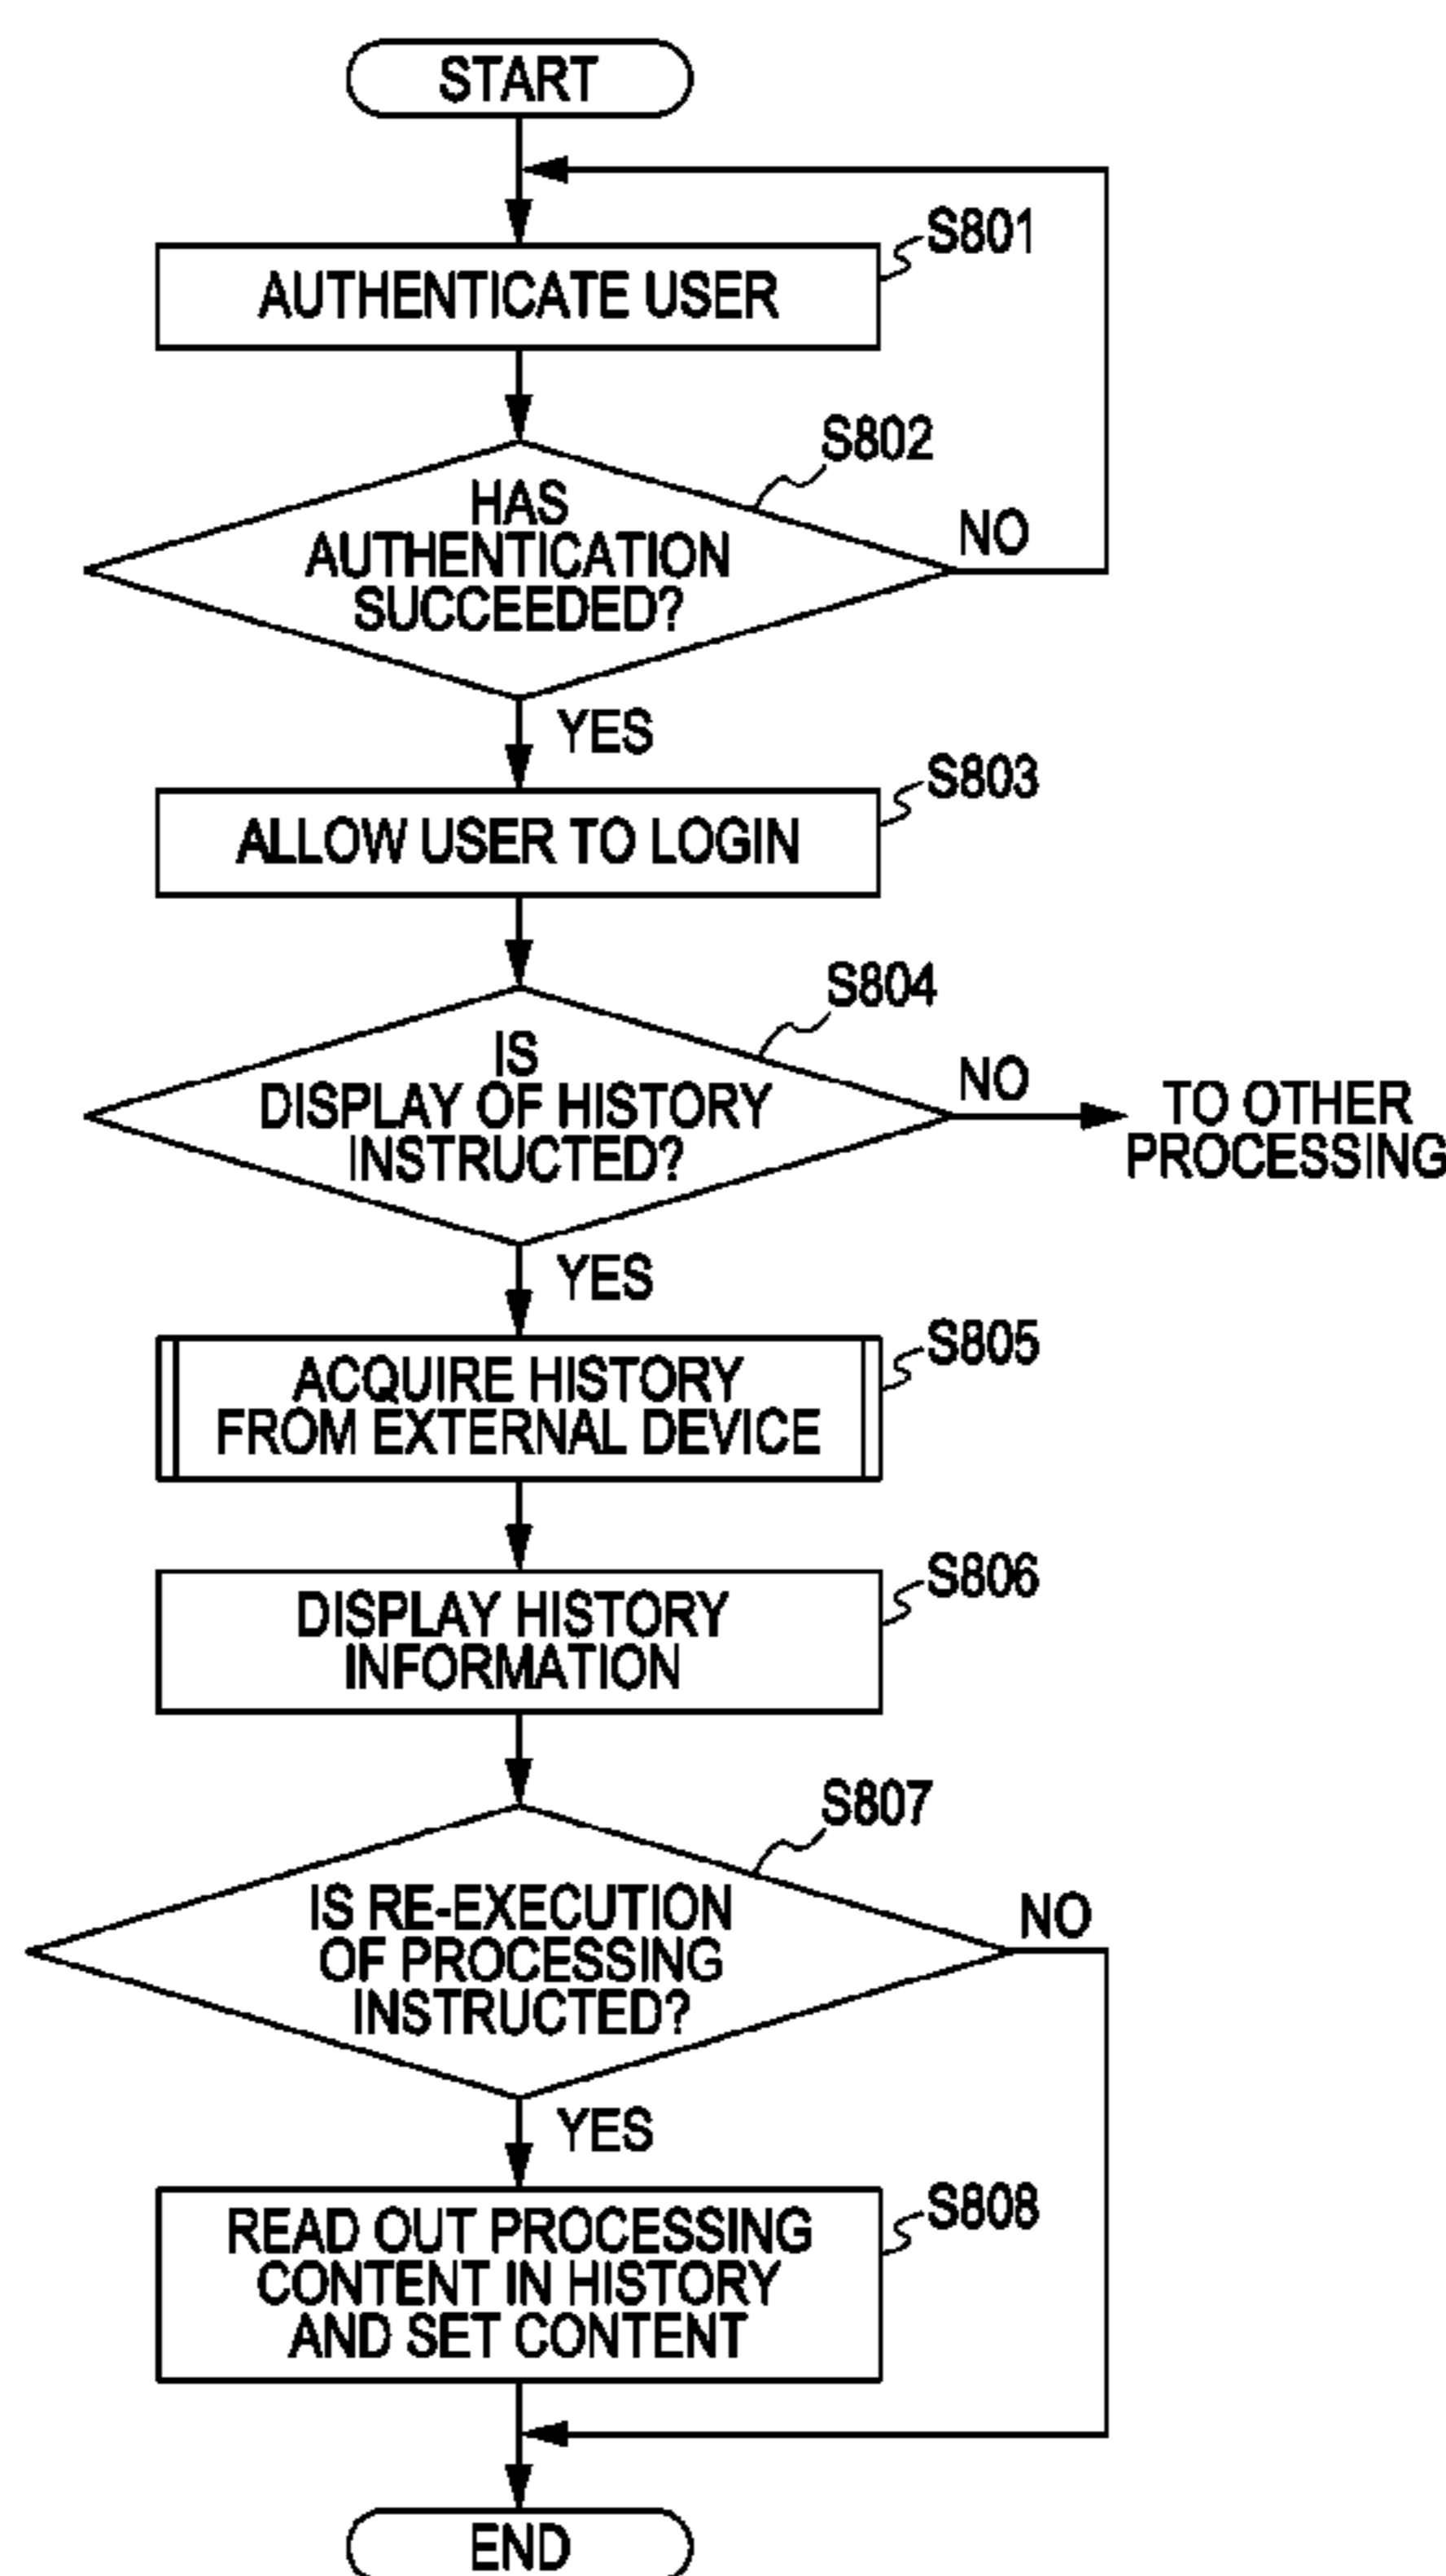 START
S801
AUTHENTICATE USER
S802
HAS
AUTHENTICATION
SUCCEEDED?
NO
YES
S803
ALLOW USER TO LOGIN
S804
IS
DISPLAY OF HISTORY
INSTRUCTED?
NO
TO OTHER
PROCESSING
YES
S805
ACQUIRE HISTORY
FROM EXTERNAL DEVICE
S806
DISPLAY HISTORY
INFORMATION
S807
IS RE-EXECUTION
OF PROCESSING
INSTRUCTED?
NO
YES
S808
READ OUT PROCESSING
CONTENT IN HISTORY
AND SET CONTENT
END